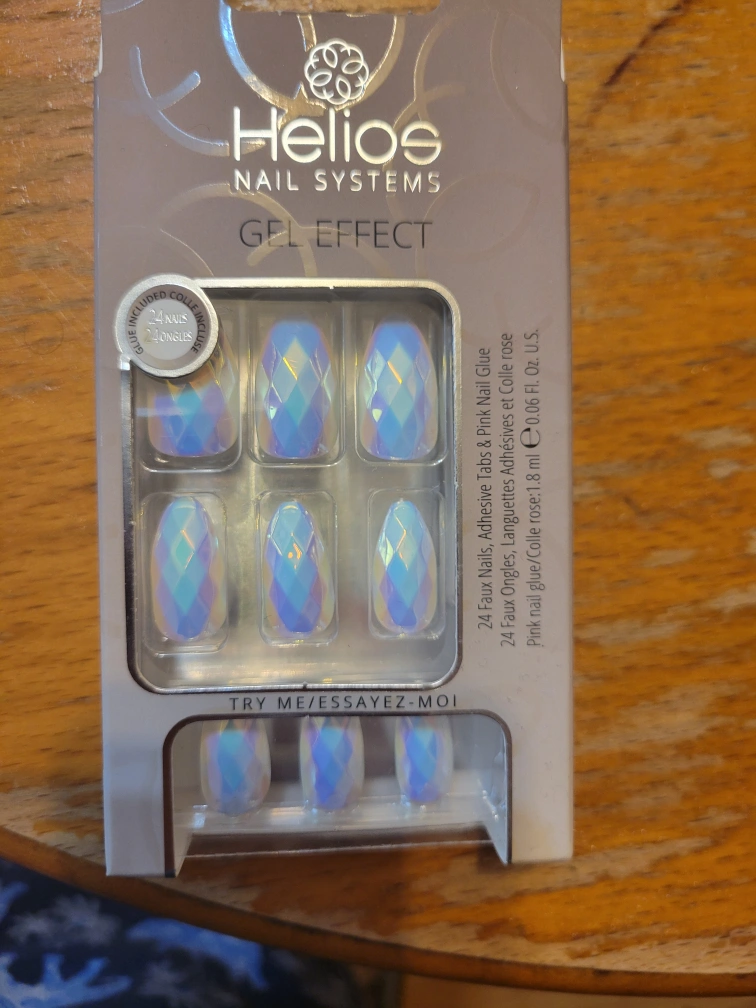 Helios
NAIL SYSTEMS
GEL EFFECT
GLUE INCLUDED COLLE INCLUSE
24 NAILS
24 ONGLES
24 Faux Nails, Adhesive Tabs & Pink Nail Glue
24 Faux Ongles, Languettes Adhésives et Colle rose
Pink nail glue/Colle rose:1.8 ml ℮ 0.06 Fl. Oz. U.S.
TRY ME/ESSAYEZ-MOI